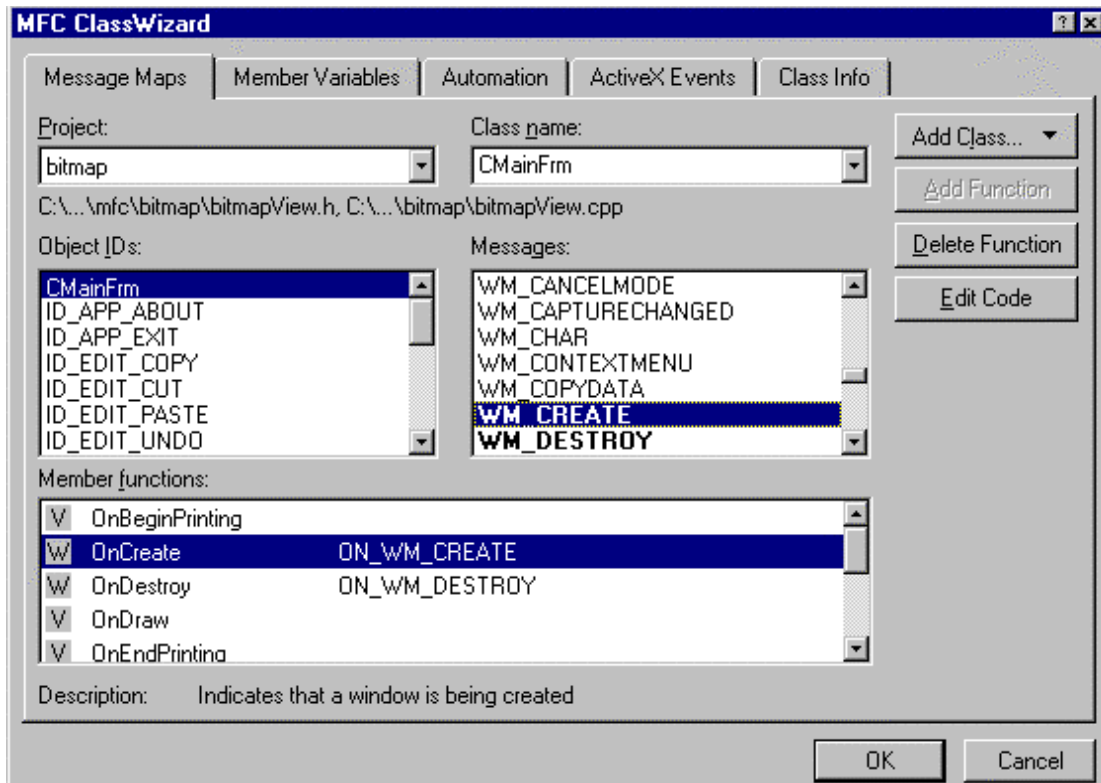 MFC ClassWizard
Message Maps Member Variables Automation ActiveX Events Class Info
Project: Class name:
bitmap CMainFrm
Add Class...
C:\...\mfc\bitmap\bitmapView.h, C:\...\bitmap\bitmapView.cpp
Add Function
Object IDs: Messages:
Delete Function
Edit Code
CMainFrm
ID_APP_ABOUT
ID_APP_EXIT
ID_EDIT_COPY
ID_EDIT_CUT
ID_EDIT_PASTE
ID_EDIT_UNDO
WM_CANCELMODE
WM_CAPTURECHANGED
WM_CHAR
WM_CONTEXTMENU
WM_COPYDATA
WM_CREATE
WM_DESTROY
Member functions:
V OnBeginPrinting
W OnCreate ON_WM_CREATE
W OnDestroy ON_WM_DESTROY
V OnDraw
V OnEndPrinting
Description: Indicates that a window is being created
OK Cancel